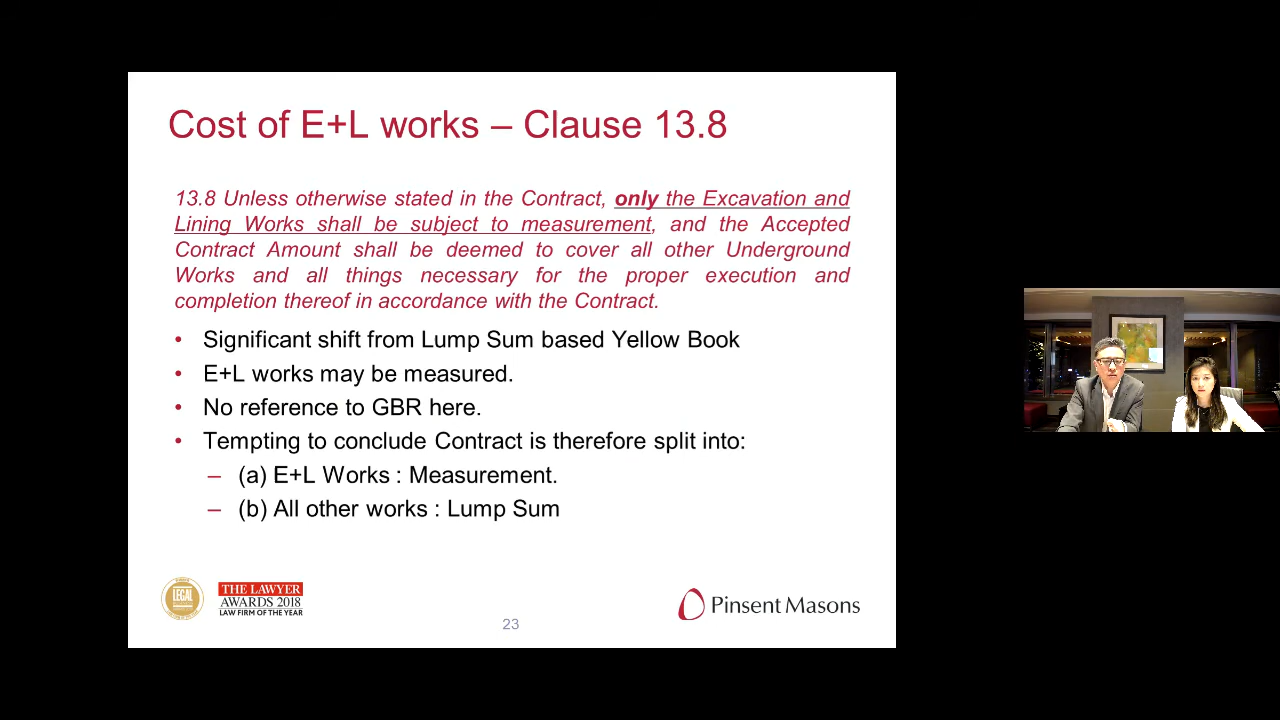 Cost of E+L works – Clause 13.8
13.8 Unless otherwise stated in the Contract, only the Excavation and
Lining Works shall be subject to measurement, and the Accepted
Contract Amount shall be deemed to cover all other Underground
Works and all things necessary for the proper execution and
completion thereof in accordance with the Contract.
• Significant shift from Lump Sum based Yellow Book
• E+L works may be measured.
• No reference to GBR here.
• Tempting to conclude Contract is therefore split into:
– (a) E+L Works : Measurement.
– (b) All other works : Lump Sum
LEGAL
THE LAWYER
AWARDS 2018
LAW FIRM OF THE YEAR
Pinsent Masons
23